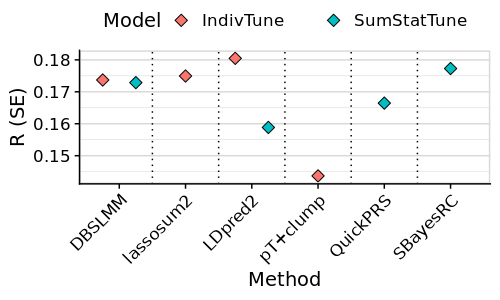 Model IndivTune SumStatTune
R (SE)
0.18
0.17
0.16
0.15
DBSLMM lassosum2 LDpred2 pT+clump QuickPRS SBayesRC
Method